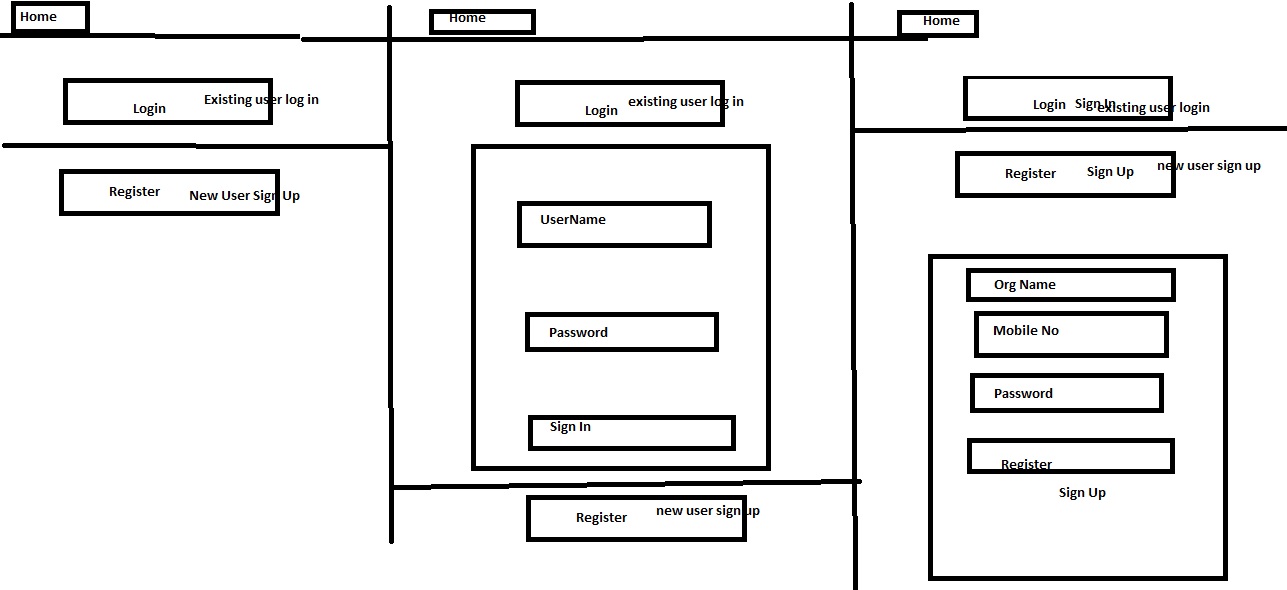 Home
Login
Existing user log in
Register
New User Sign Up
Home
Login
existing user log in
UserName
Password
Sign In
Register
new user sign up
Home
Login
Sign In
existing user login
Register
Sign Up
new user sign up
Org Name
Mobile No
Password
Register
Sign Up